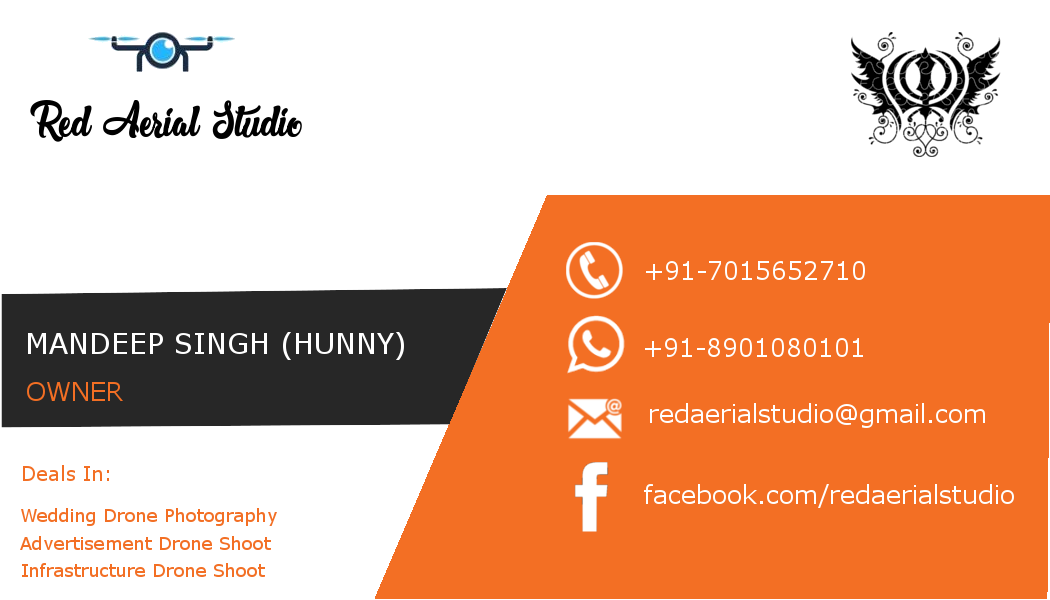 Red Aerial Studio
MANDEEP SINGH (HUNNY)
OWNER
Deals In:
Wedding Drone Photography
Advertisement Drone Shoot
Infrastructure Drone Shoot
+91-7015652710
+91-8901080101
@
redaerialstudio@gmail.com
facebook.com/redaerialstudio